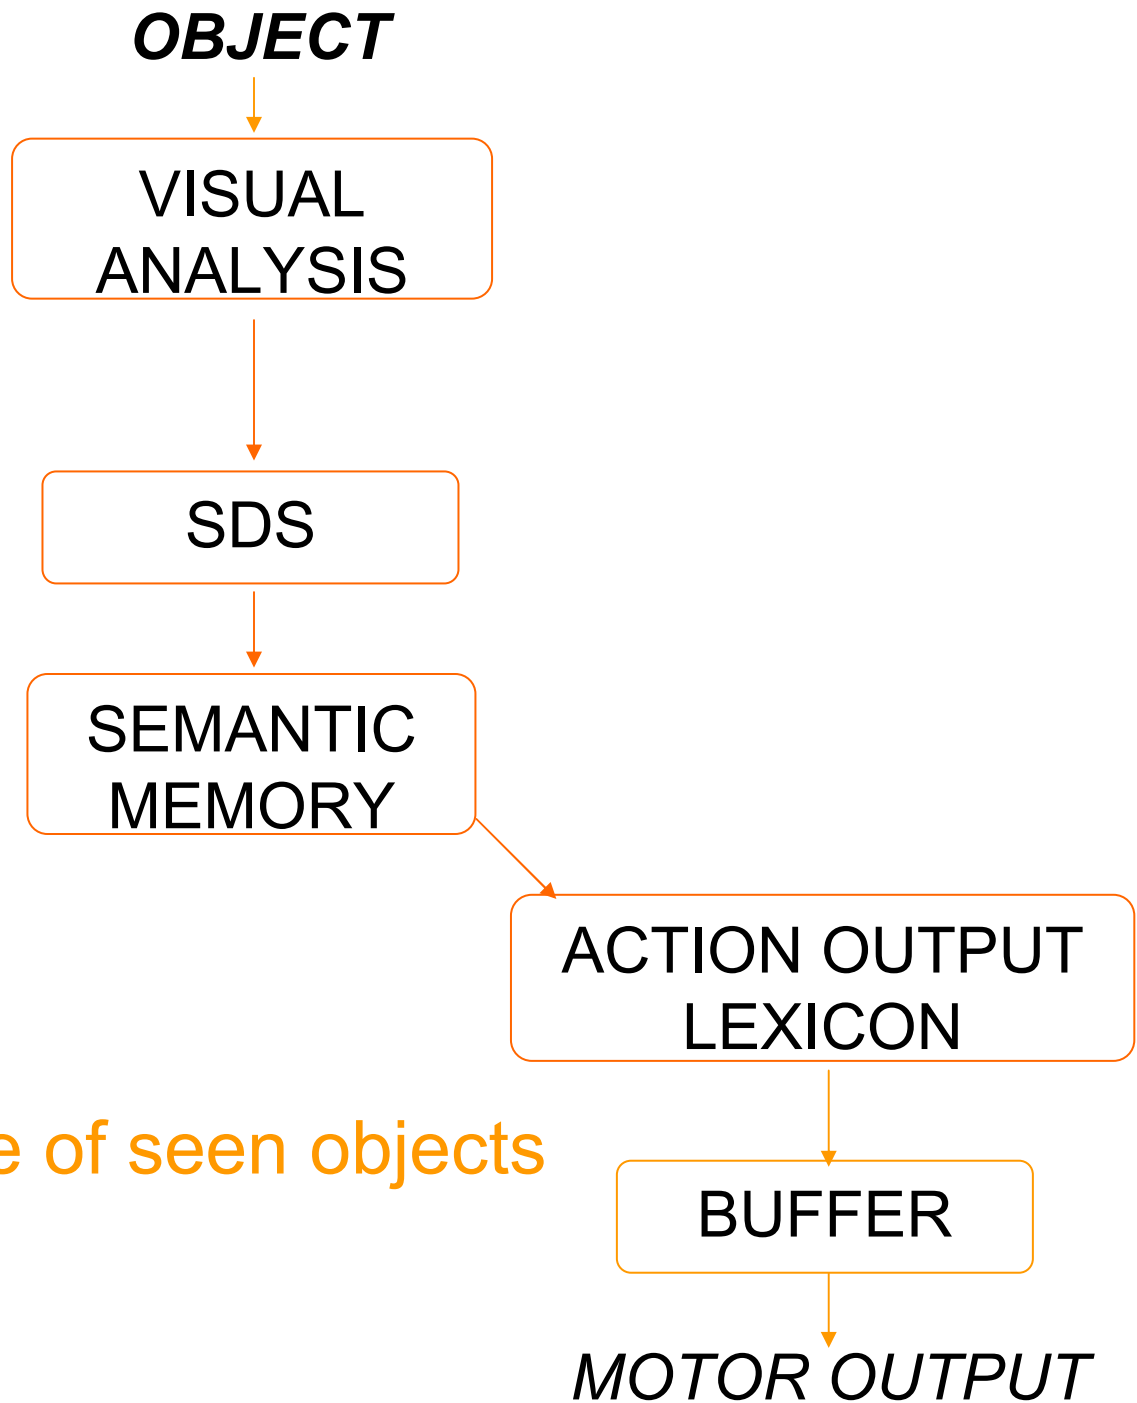 OBJECT
VISUAL
ANALYSIS
SDS
SEMANTIC
MEMORY
ACTION OUTPUT
LEXICON
of seen objects
BUFFER
MOTOR OUTPUT